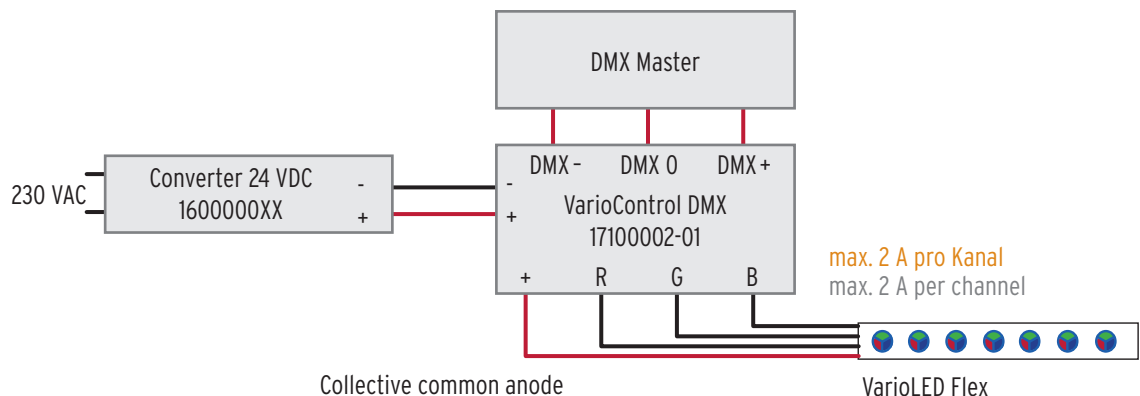 DMX Master
DMX - DMX 0 DMX +
Converter 24 VDC
1600000XX
-
+
230 VAC
-
+
VarioControl DMX
17100002-01
+ R G B
max. 2 A pro Kanal
max. 2 A per channel
Collective common anode
VarioLED Flex